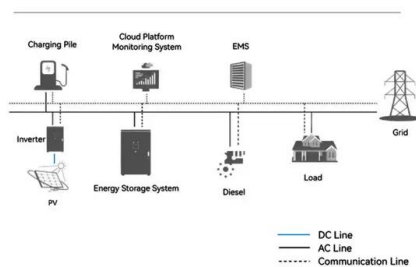 Charging Pile
Cloud Platform
Monitoring System
EMS
Grid
Inverter
PV
Energy Storage System
Diesel
Load
DC Line
AC Line
Communication Line